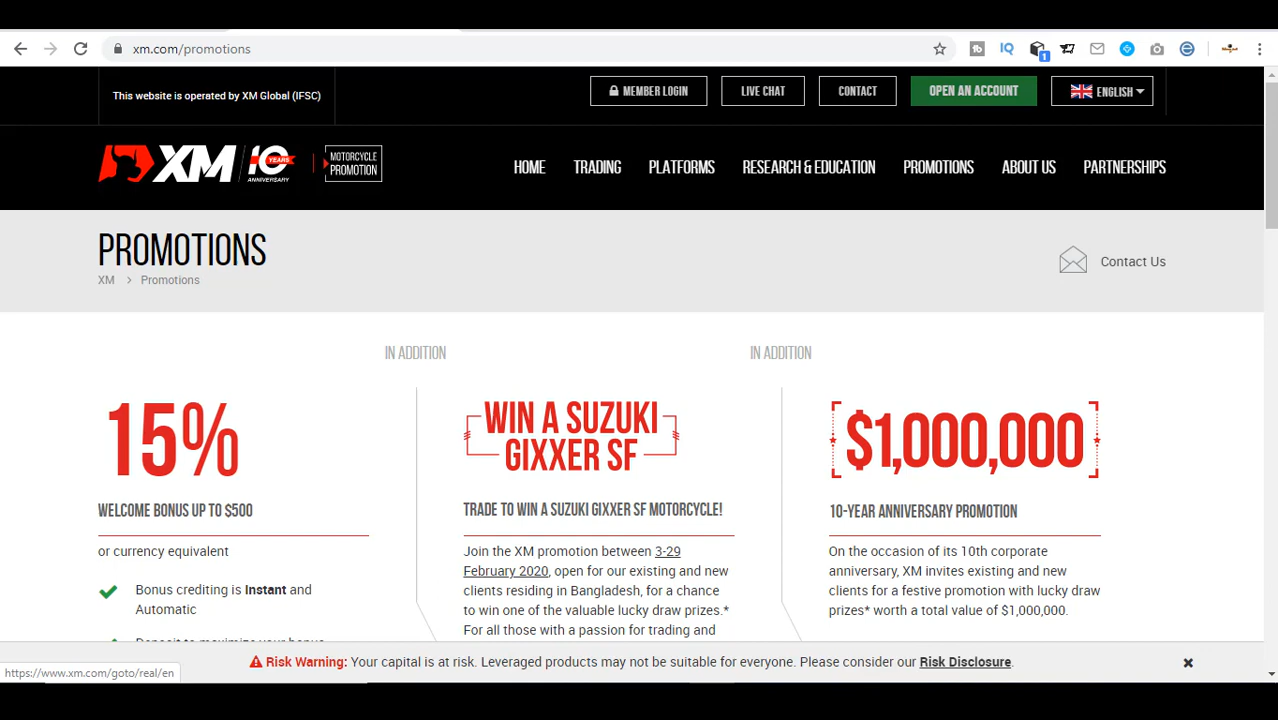 xm.com/promotions
1
This website is operated by XM Global (IFSC)
MEMBER LOGIN
LIVE CHAT
CONTACT
OPEN AN ACCOUNT
ENGLISH
XM
10 YEARS
ANNIVERSARY
MOTORCYCLE
PROMOTION
HOME
TRADING
PLATFORMS
RESEARCH & EDUCATION
PROMOTIONS
ABOUT US
PARTNERSHIPS
PROMOTIONS
XM > Promotions
Contact Us
15%
WELCOME BONUS UP TO $500
or currency equivalent
Bonus crediting is Instant and
Automatic
IN ADDITION
WIN A SUZUKI
GIXXER SF
TRADE TO WIN A SUZUKI GIXXER SF MOTORCYCLE!
Join the XM promotion between 3-29
February 2020, open for our existing and new
clients residing in Bangladesh, for a chance
to win one of the valuable lucky draw prizes.*
For all those with a passion for trading and
IN ADDITION
$1,000,000
10-YEAR ANNIVERSARY PROMOTION
On the occasion of its 10th corporate
anniversary, XM invites existing and new
clients for a festive promotion with lucky draw
prizes* worth a total value of $1,000,000.
Risk Warning: Your capital is at risk. Leveraged products may not be suitable for everyone. Please consider our Risk Disclosure.
https://www.xm.com/goto/real/en